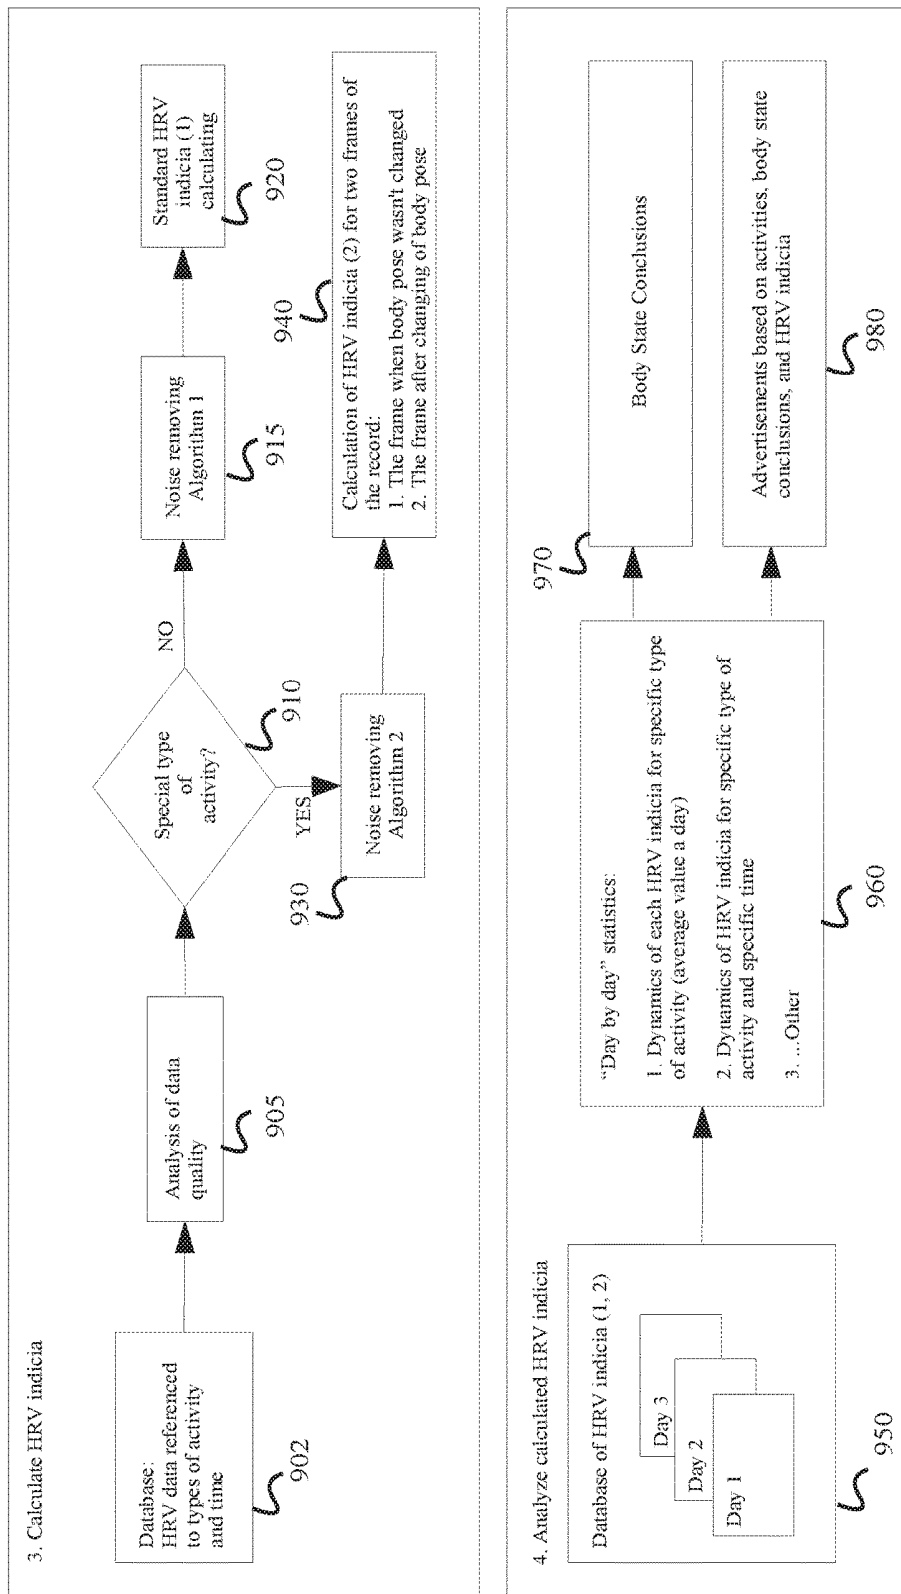 3. Calculate HRV indicia
Database:
HRV data referenced
to types of activity
and time
902
Analysis of data
quality
905
Special type
of
activity?
910
NO
YES
Noise removing
Algorithm 1
915
Standard HRV
indicia (1)
calculating
920
Noise removing
Algorithm 2
930
Calculation of HRV indicia (2) for two frames of
the record:
1. The frame when body pose wasn't changed
2. The frame after changing of body pose
940
4. Analyze calculated HRV indicia
Database of HRV indicia (1, 2)
Day 3
Day 2
Day 1
950
“Day by day” statistics:
1. Dynamics of each HRV indicia for specific type
of activity (average value a day)
2. Dynamics of HRV indicia for specific type of
activity and specific time
3. ...Other
960
Body State Conclusions
970
Advertisements based on activities, body state
conclusions, and HRV indicia
980